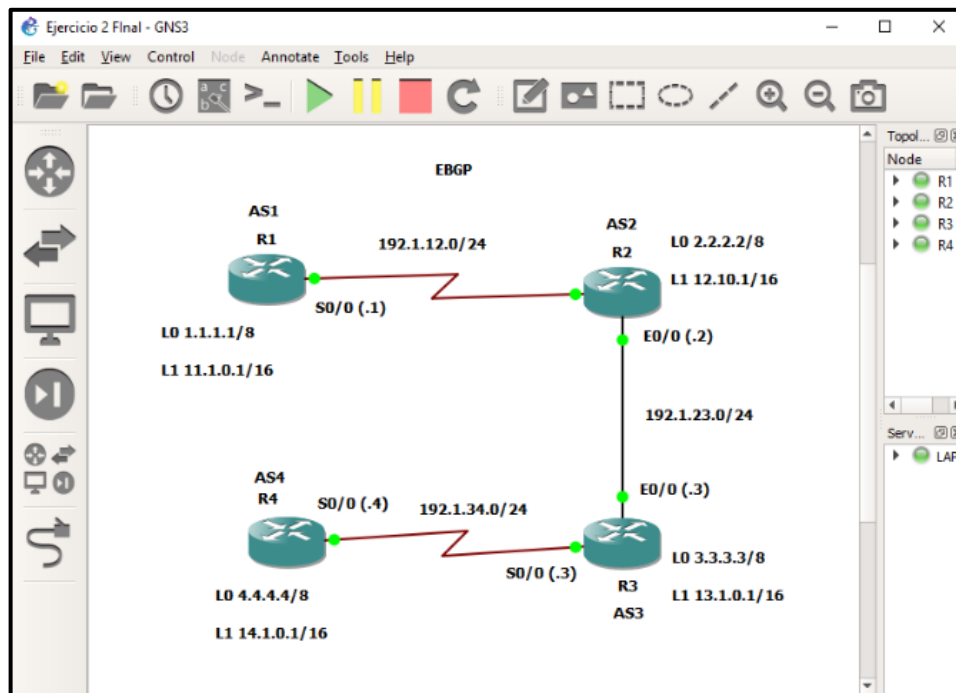 Ejercicio 2 FInal - GNS3
File Edit View Control Node Annotate Tools Help
Topol...
Node
R1
R2
R3
R4
Serv...
LAP
EBGP
AS1
R1
192.1.12.0/24
AS2
R2
L0 2.2.2.2/8
L1 12.10.1/16
S0/0 (.1)
L0 1.1.1.1/8
L1 11.1.0.1/16
E0/0 (.2)
192.1.23.0/24
AS4
R4
S0/0 (.4)
192.1.34.0/24
E0/0 (.3)
S0/0 (.3)
L0 3.3.3.3/8
R3
L1 13.1.0.1/16
AS3
L0 4.4.4.4/8
L1 14.1.0.1/16